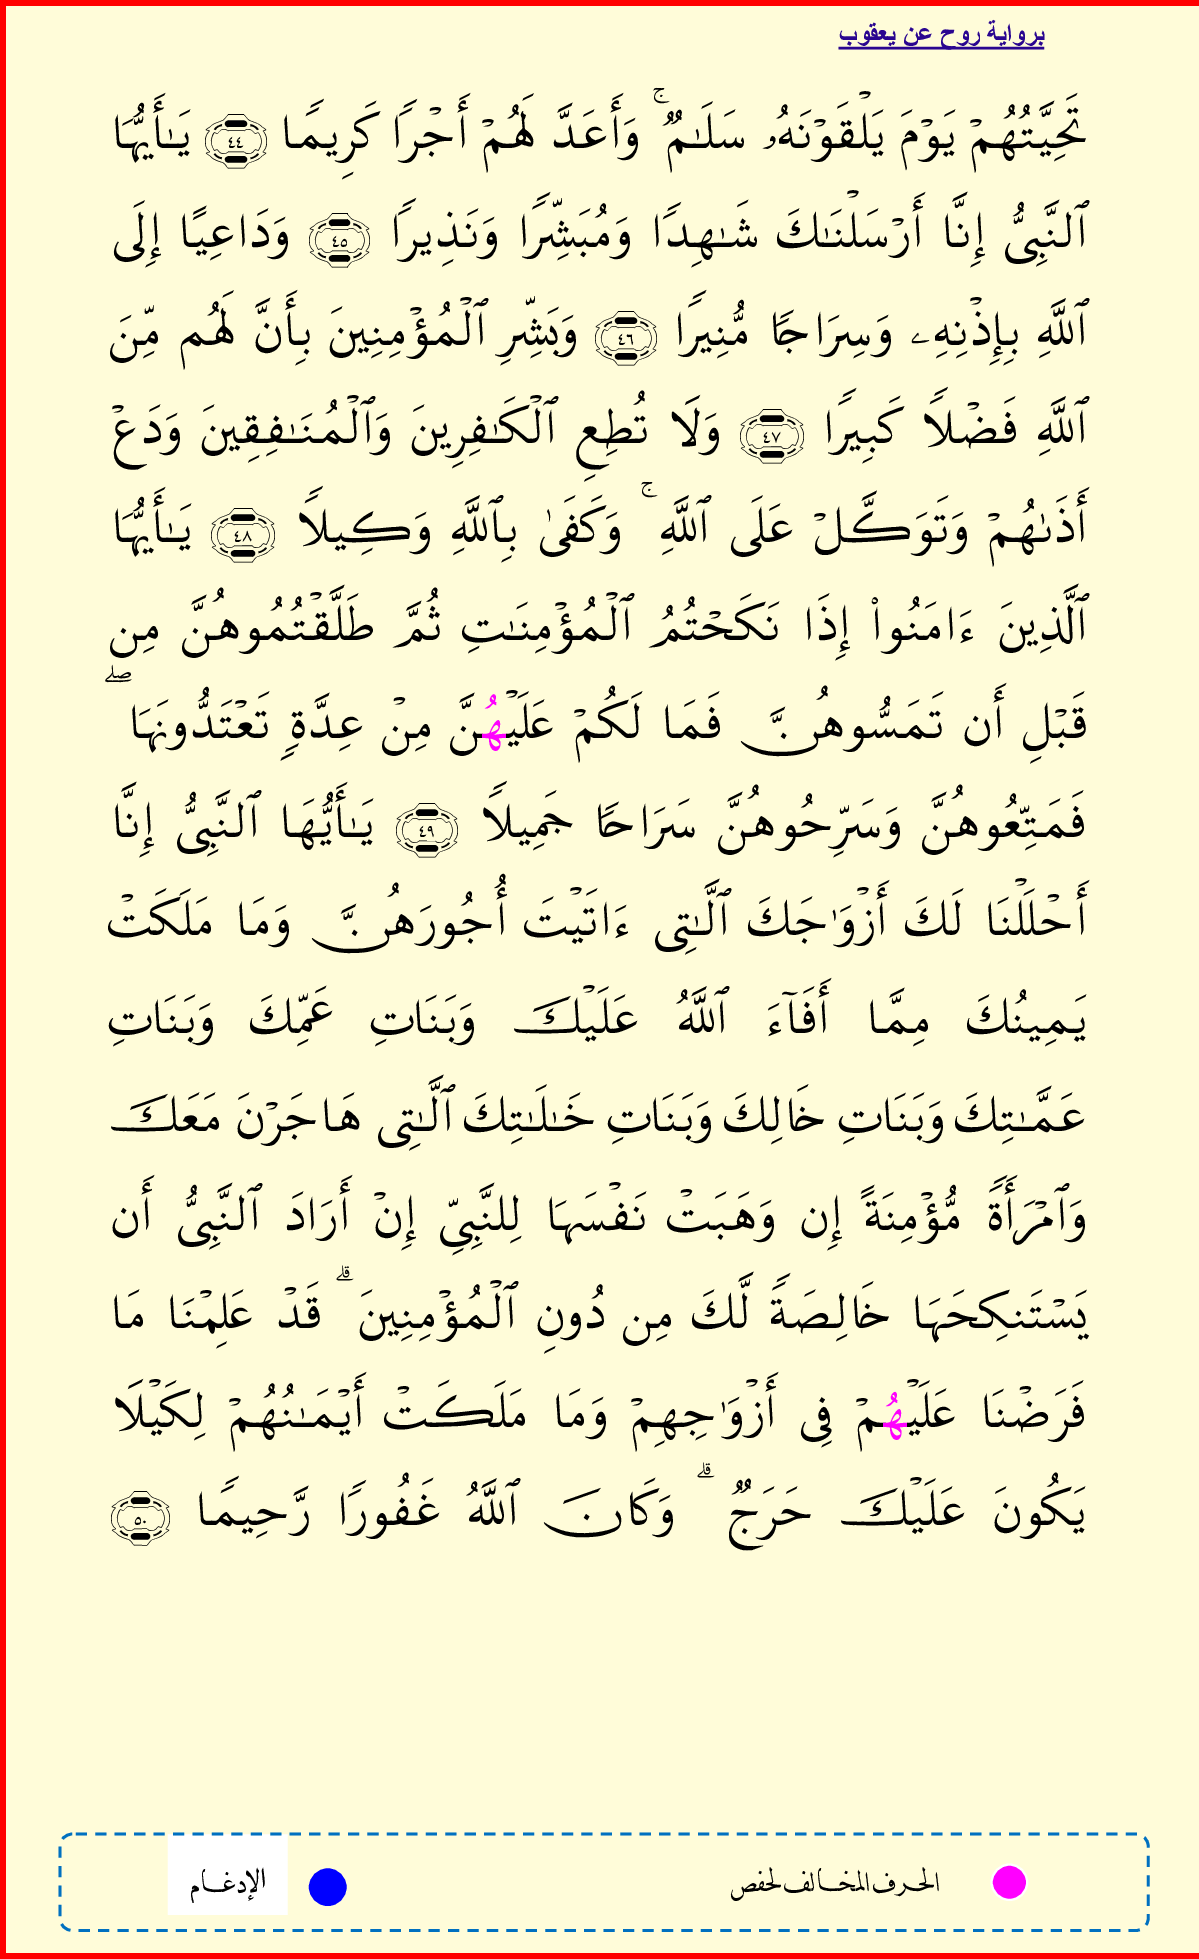 برواية روح عن يعقوب
تَحِيَّتُهُمْ يَوْمَ يَلْقَوْنَهُۥ سَلَـٰمٌ ۚ وَأَعَدَّ لَهُمْ أَجْرًا كَرِيمًا ٤٤ يَـٰأَيُّهَا
ٱلنَّبِىُّ إِنَّا أَرْسَلْنَـٰكَ شَـٰهِدًا وَمُبَشِّرًا وَنَذِيرًا ٤٥ وَدَاعِيًا إِلَى
ٱللَّهِ بِإِذْنِهِۦ وَسِرَاجًا مُّنِيرًا ٤٦ وَبَشِّرِ ٱلْمُؤْمِنِينَ بِأَنَّ لَهُم مِّنَ
ٱللَّهِ فَضْلًا كَبِيرًا ٤٧ وَلَا تُطِعِ ٱلْكَـٰفِرِينَ وَٱلْمُنَـٰفِقِينَ وَدَعْ
أَذَىٰهُمْ وَتَوَكَّلْ عَلَى ٱللَّهِ ۚ وَكَفَىٰ بِٱللَّهِ وَكِيلًا ٤٨ يَـٰأَيُّهَا
ٱلَّذِينَ ءَامَنُوا۟ إِذَا نَكَحْتُمُ ٱلْمُؤْمِنَـٰتِ ثُمَّ طَلَّقْتُمُوهُنَّ مِن
قَبْلِ أَن تَمَسُّوهُنَّ فَمَا لَكُمْ عَلَيْهُنَّ مِنْ عِدَّةٍ تَعْتَدُّونَهَا ۖ
فَمَتِّعُوهُنَّ وَسَرِّحُوهُنَّ سَرَاحًا جَمِيلًا ٤٩ يَـٰأَيُّهَا ٱلنَّبِىُّ إِنَّا
أَحْلَلْنَا لَكَ أَزْوَٰجَكَ ٱلَّـٰتِى ءَاتَيْتَ أُجُورَهُنَّ وَمَا مَلَكَتْ
يَمِينُكَ مِمَّا أَفَآءَ ٱللَّهُ عَلَيْكَ وَبَنَاتِ عَمِّكَ وَبَنَاتِ
عَمَّـٰتِكَ وَبَنَاتِ خَالِكَ وَبَنَاتِ خَـٰلَـٰتِكَ ٱلَّـٰتِى هَاجَرْنَ مَعَكَ
وَٱمْرَأَةً مُّؤْمِنَةً إِن وَهَبَتْ نَفْسَهَا لِلنَّبِىِّ إِنْ أَرَادَ ٱلنَّبِىُّ أَن
يَسْتَنكِحَهَا خَالِصَةً لَّكَ مِن دُونِ ٱلْمُؤْمِنِينَ ۗ قَدْ عَلِمْنَا مَا
فَرَضْنَا عَلَيْهُمْ فِى أَزْوَٰجِهِمْ وَمَا مَلَكَتْ أَيْمَـٰنُهُمْ لِكَيْلَا
يَكُونَ عَلَيْكَ حَرَجٌ ۗ وَكَانَ ٱللَّهُ غَفُورًا رَّحِيمًا ٥٠
الحرف المخالف لحفص
الإدغام